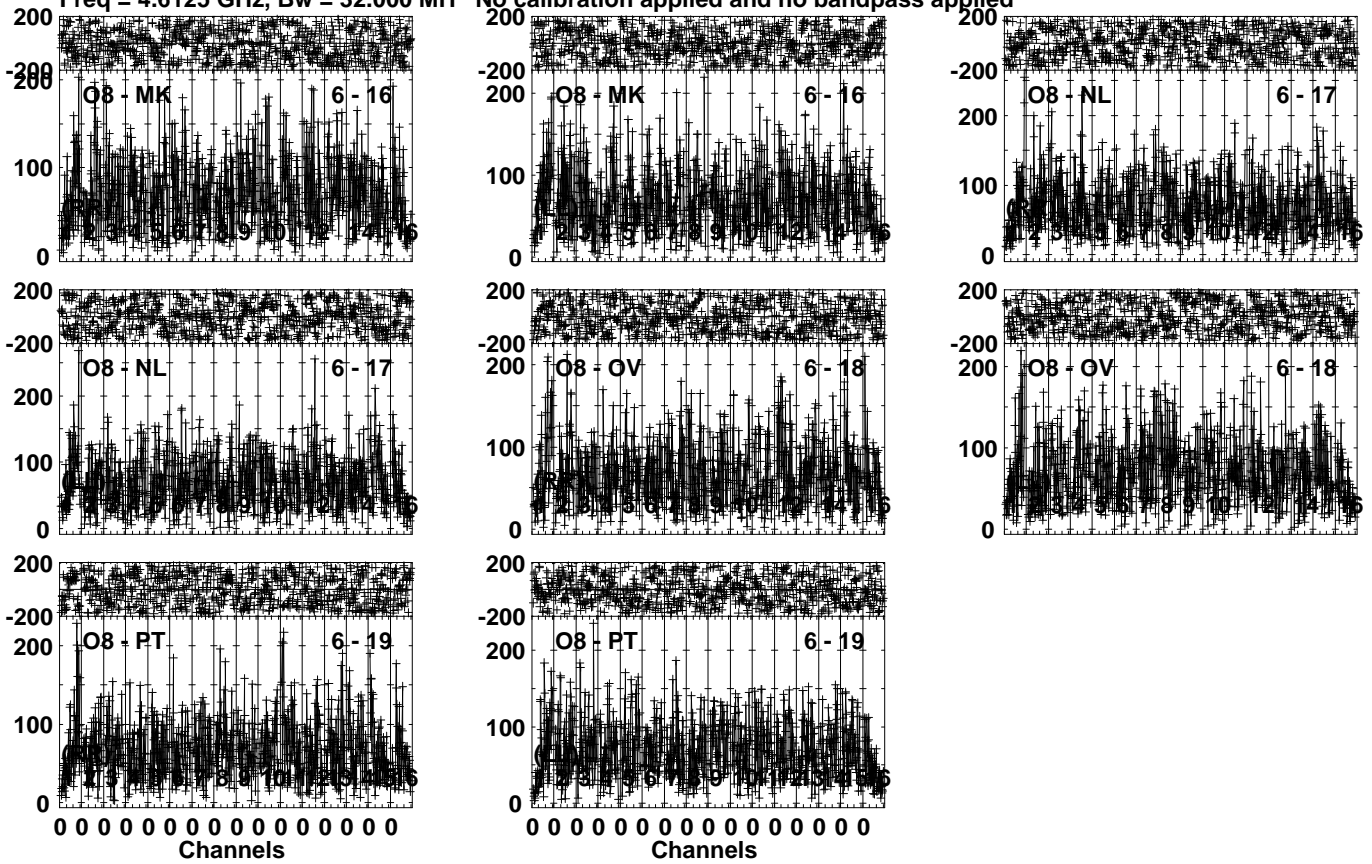 Freq = 4.6125 GHz, Bw = 32.000 MH No calibration applied and no bandpass applied
200 200 200
-200 -200 -200
200 O8 - MK 6 - 16
200 O8 - MK 6 - 16
200 O8 - NL 6 - 17
100 100 100
0 0 0
200 200 200
-200 -200 -200
200 O8 - NL 6 - 17
200 O8 - OV 6 - 18
200 O8 - OV 6 - 18
100 100 100
0 0 0
200 200
-200 -200
200 O8 - PT 6 - 19
200 O8 - PT 6 - 19
100 100
0 0
0 0 0 0 0 0 0 0 0 0 0 0 0 0 0 0
0 0 0 0 0 0 0 0 0 0 0 0 0 0 0 0
Channels Channels